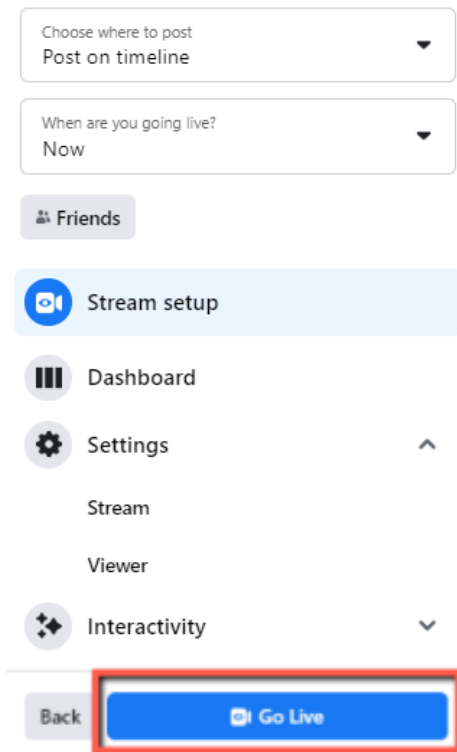 Choose where to post
Post on timeline
When are you going live?
Now
Friends
Stream setup
Dashboard
Settings
Stream
Viewer
Interactivity
Back
Go Live